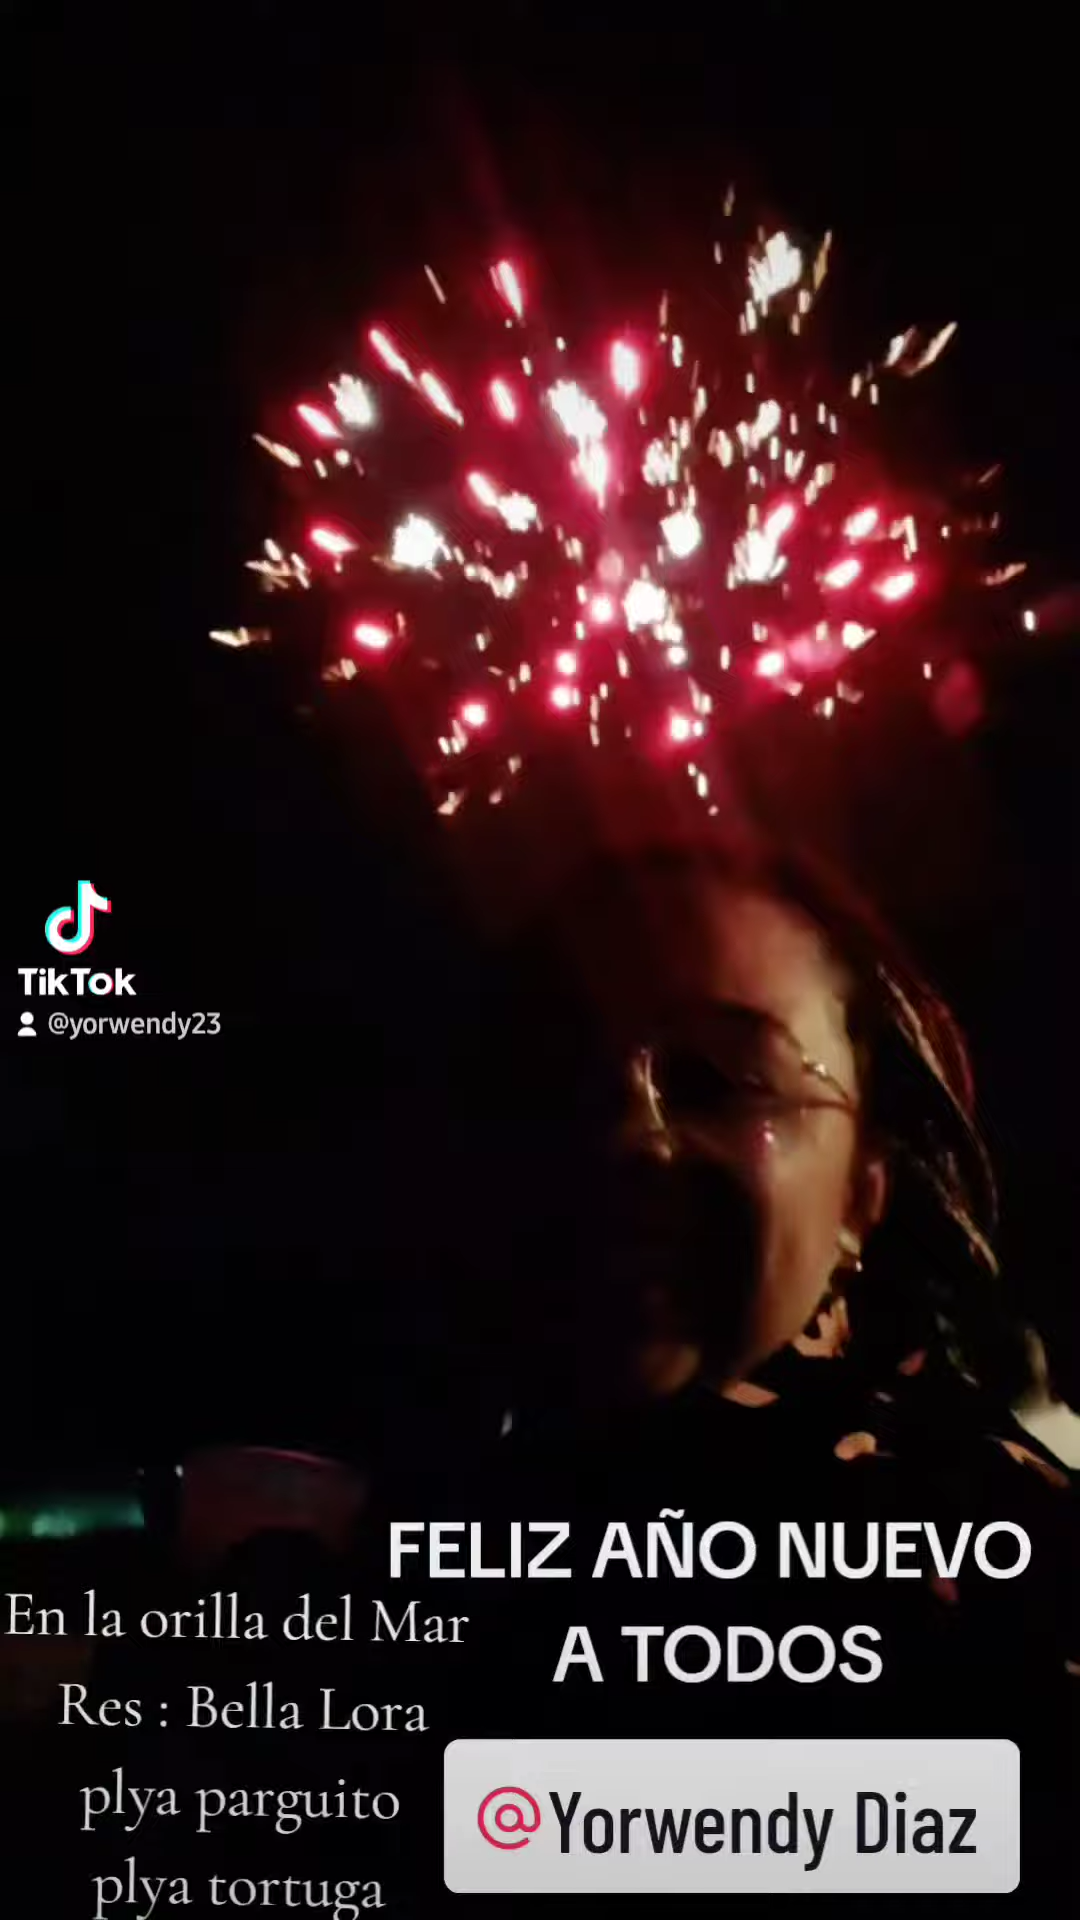 TikTok
@yorwendy23
FELIZ AÑO NUEVO
A TODOS
En la orilla del Mar
Res : Bella Lora
plya parguito
plya tortuga
@Yorwendy Diaz